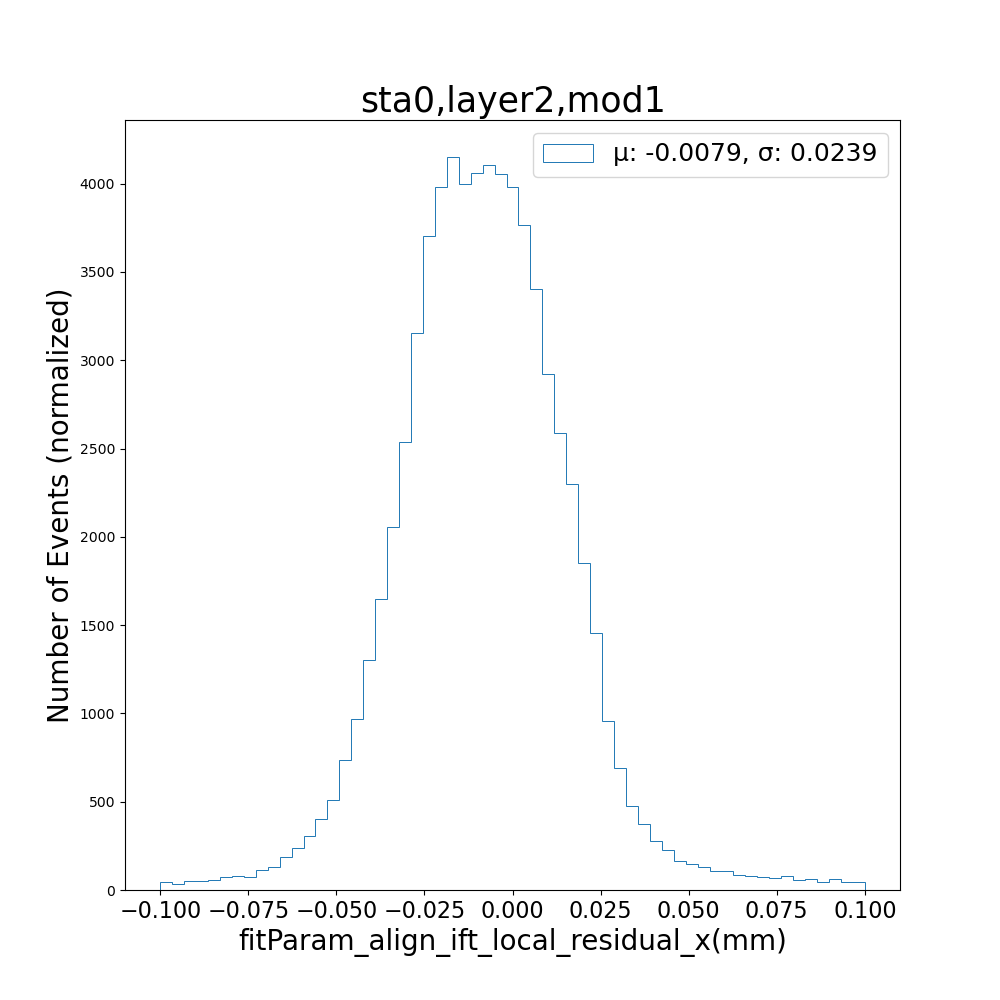 sta0,layer2,mod1
μ: -0.0079, σ: 0.0239
Number of Events (normalized)
4000
3500
3000
2500
2000
1500
1000
500
0
−0.100 −0.075 −0.050 −0.025 0.000 0.025 0.050 0.075 0.100
fitParam_align_ift_local_residual_x(mm)